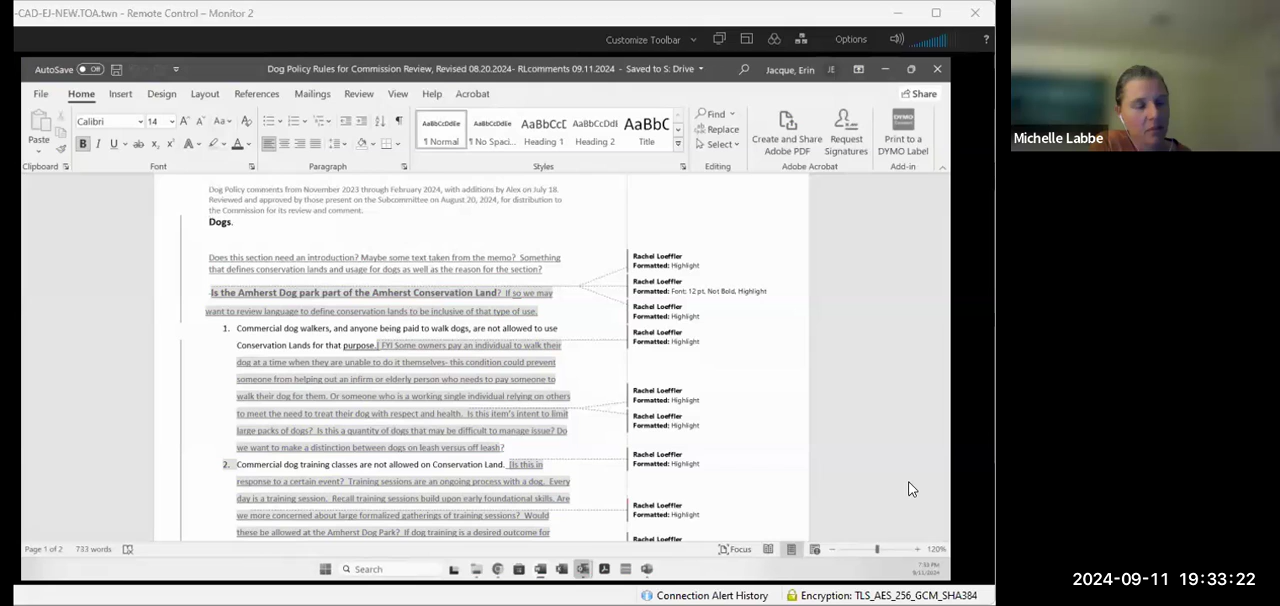 -CAD-EJ-NEW.TOA.twn - Remote Control – Monitor 2
Customize Toolbar Options ?
AutoSave Off Dog Policy Rules for Commission Review, Revised 08.20.2024- RLcomments 09.11.2024 - Saved to S: Drive Jacque, Erin JE
File Home Insert Design Layout References Mailings Review View Help Acrobat Share
Paste Calibri 14 AaBbCcDdEe AaBbCcDdEe AaBbCcC AaBbCcDdI AaBbC Find Replace Select
¶ Normal No Spaci... Heading 1 Heading 2 Title
Create and Share Adobe PDF Request Signatures Print to a DYMO Label
Clipboard Font Paragraph Styles Editing Adobe Acrobat Add-in
Dog Policy comments from November 2023 through February 2024, with additions by Alex on July 18.
Reviewed and approved by those present on the Subcommittee on August 20, 2024, for distribution to
the Commission for its review and comment.
Dogs.
Does this section need an introduction? Maybe some text taken from the memo? Something
that defines conservation lands and usage for dogs as well as the reason for the section?
Is the Amherst Dog park part of the Amherst Conservation Land? If so we may
want to review language to define conservation lands to be inclusive of that type of use.
1. Commercial dog walkers, and anyone being paid to walk dogs, are not allowed to use
Conservation Lands for that purpose. FYI Some owners pay an individual to walk their
dog at a time when they are unable to do it themselves- this condition could prevent
someone from helping out an infirm or elderly person who needs to pay someone to
walk their dog for them. Or someone who is a working single individual relying on others
to meet the need to treat their dog with respect and health. Is this item's intent to limit
large packs of dogs? Is this a quantity of dogs that may be difficult to manage issue? Do
we want to make a distinction between dogs on leash versus off leash?
2. Commercial dog training classes are not allowed on Conservation Land. [Is this in
response to a certain event? Training sessions are an ongoing process with a dog. Every
day is a training session. Recall training sessions build upon early foundational skills. Are
we more concerned about large formalized gatherings of training sessions? Would
these be allowed at the Amherst Dog Park? If dog training is a desired outcome for
Rachel Loeffler
Formatted: Highlight
Rachel Loeffler
Formatted: Font: 12 pt, Not Bold, Highlight
Rachel Loeffler
Formatted: Highlight
Rachel Loeffler
Formatted: Highlight
Rachel Loeffler
Formatted: Highlight
Rachel Loeffler
Formatted: Highlight
Rachel Loeffler
Formatted: Highlight
Rachel Loeffler
Formatted: Highlight
Rachel Loeffler
Page 1 of 2 733 words Focus 120%
Search
7:33 PM
9/11/2024
Connection Alert History Encryption: TLS_AES_256_GCM_SHA384
Michelle Labbe
2024-09-11 19:33:22